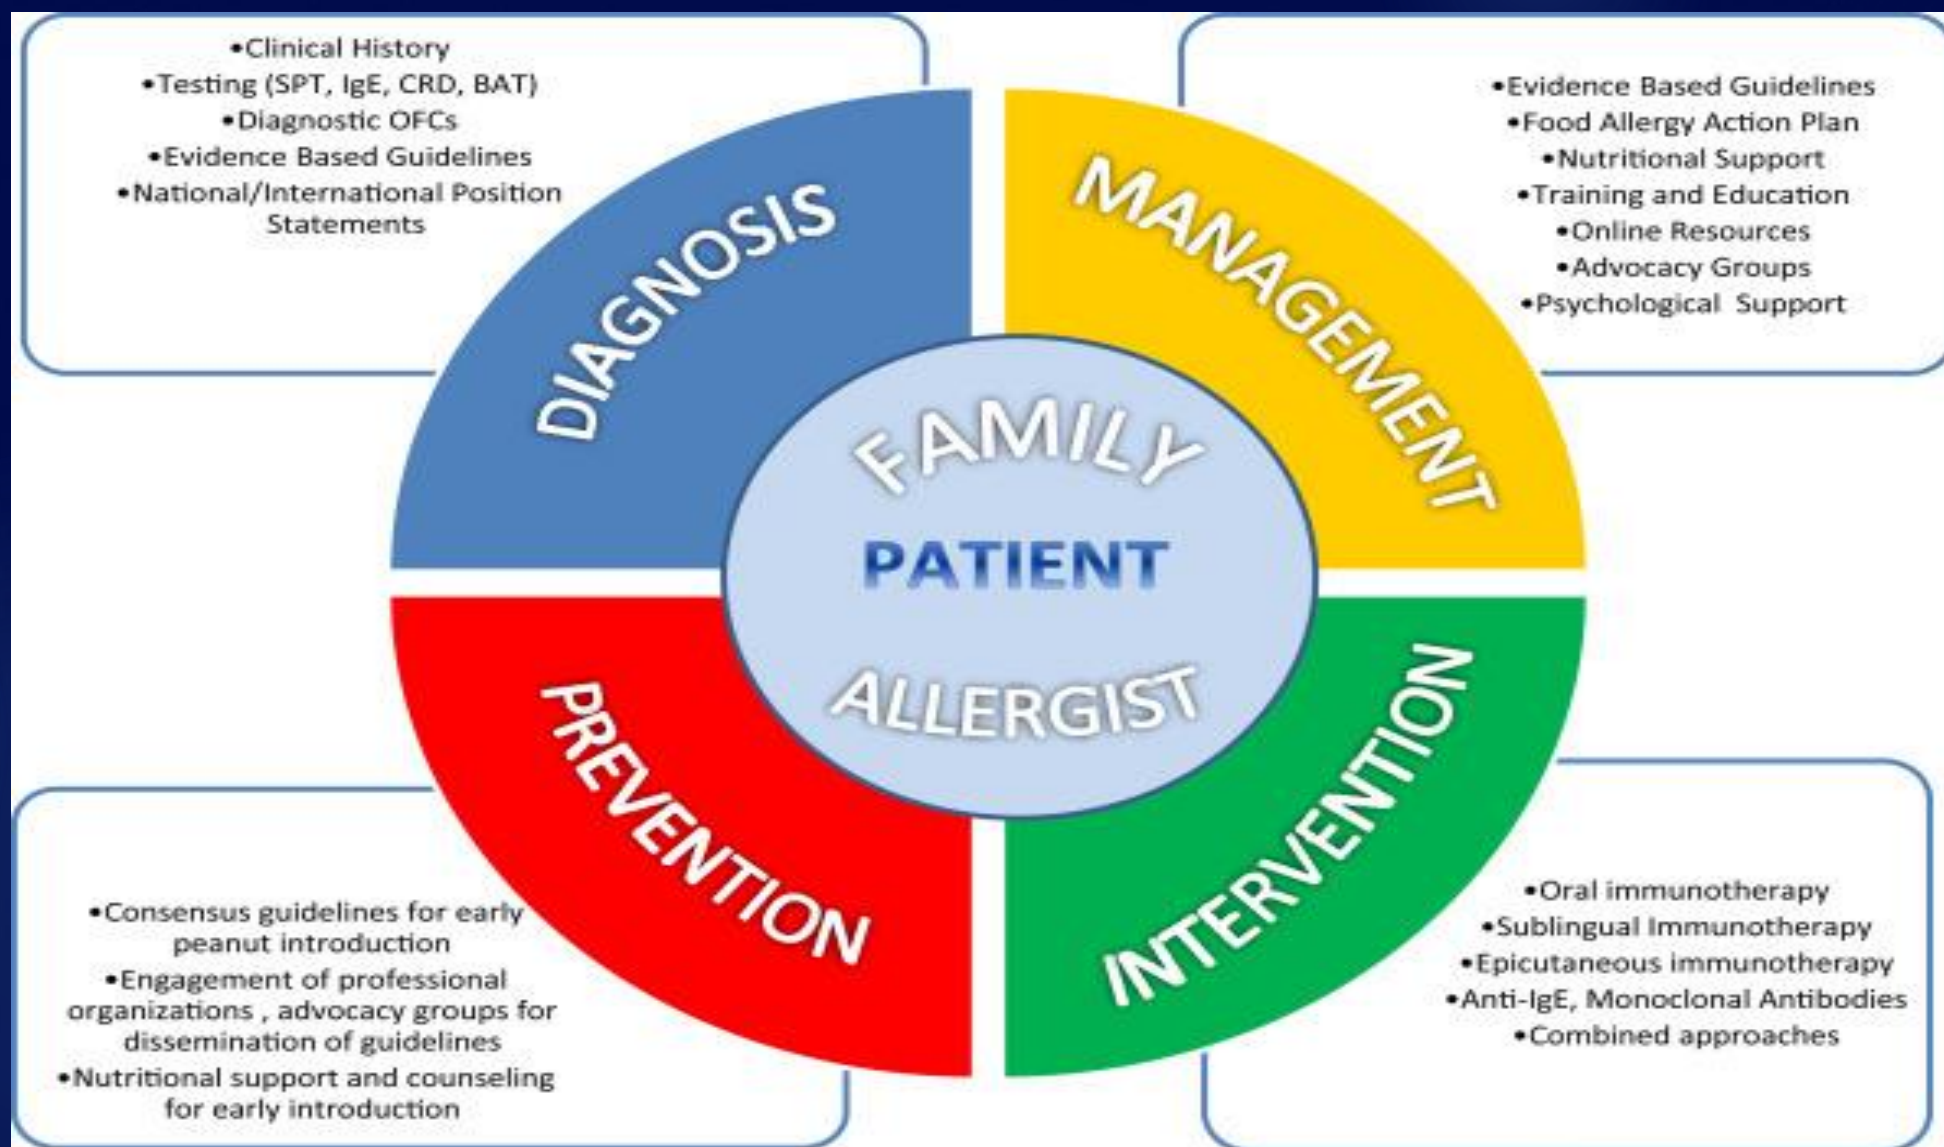 •Clinical History
•Testing (SPT, IgE, CRD, BAT)
•Diagnostic OFCs
•Evidence Based Guidelines
•National/International Position
Statements
•Evidence Based Guidelines
•Food Allergy Action Plan
•Nutritional Support
•Training and Education
•Online Resources
•Advocacy Groups
•Psychological  Support
DIAGNOSIS
MANAGEMENT
FAMILY
PATIENT
ALLERGIST
PREVENTION
INTERVENTION
•Consensus guidelines for early
peanut introduction
•Engagement of professional
organizations , advocacy groups for
dissemination of guidelines
•Nutritional support and counseling
for early introduction
•Oral immunotherapy
•Sublingual Immunotherapy
•Epicutaneous immunotherapy
•Anti-IgE, Monoclonal Antibodies
•Combined approaches